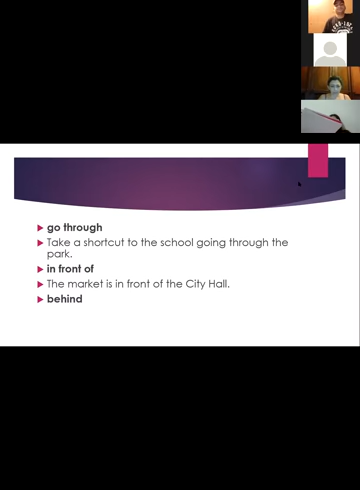 go through
Take a shortcut to the school going through the
park.
in front of
The market is in front of the City Hall.
behind